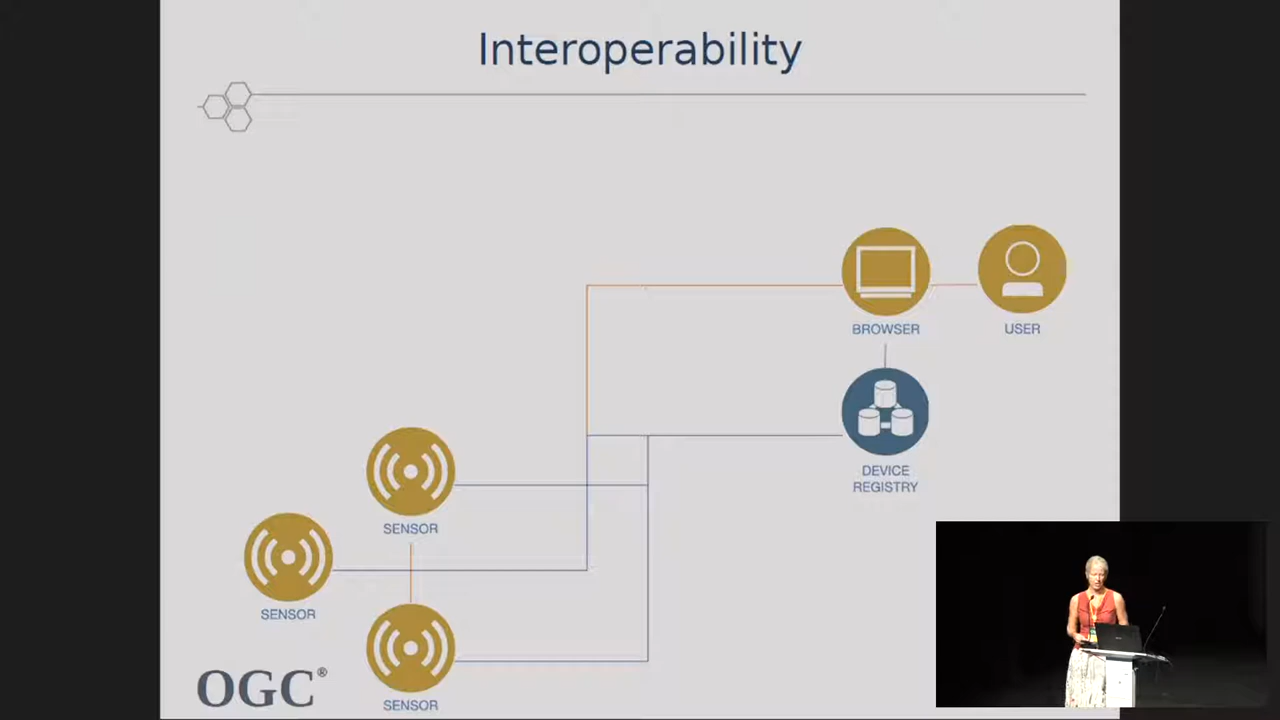 Interoperability
BROWSER
USER
DEVICE
REGISTRY
SENSOR
SENSOR
SENSOR
OGC®